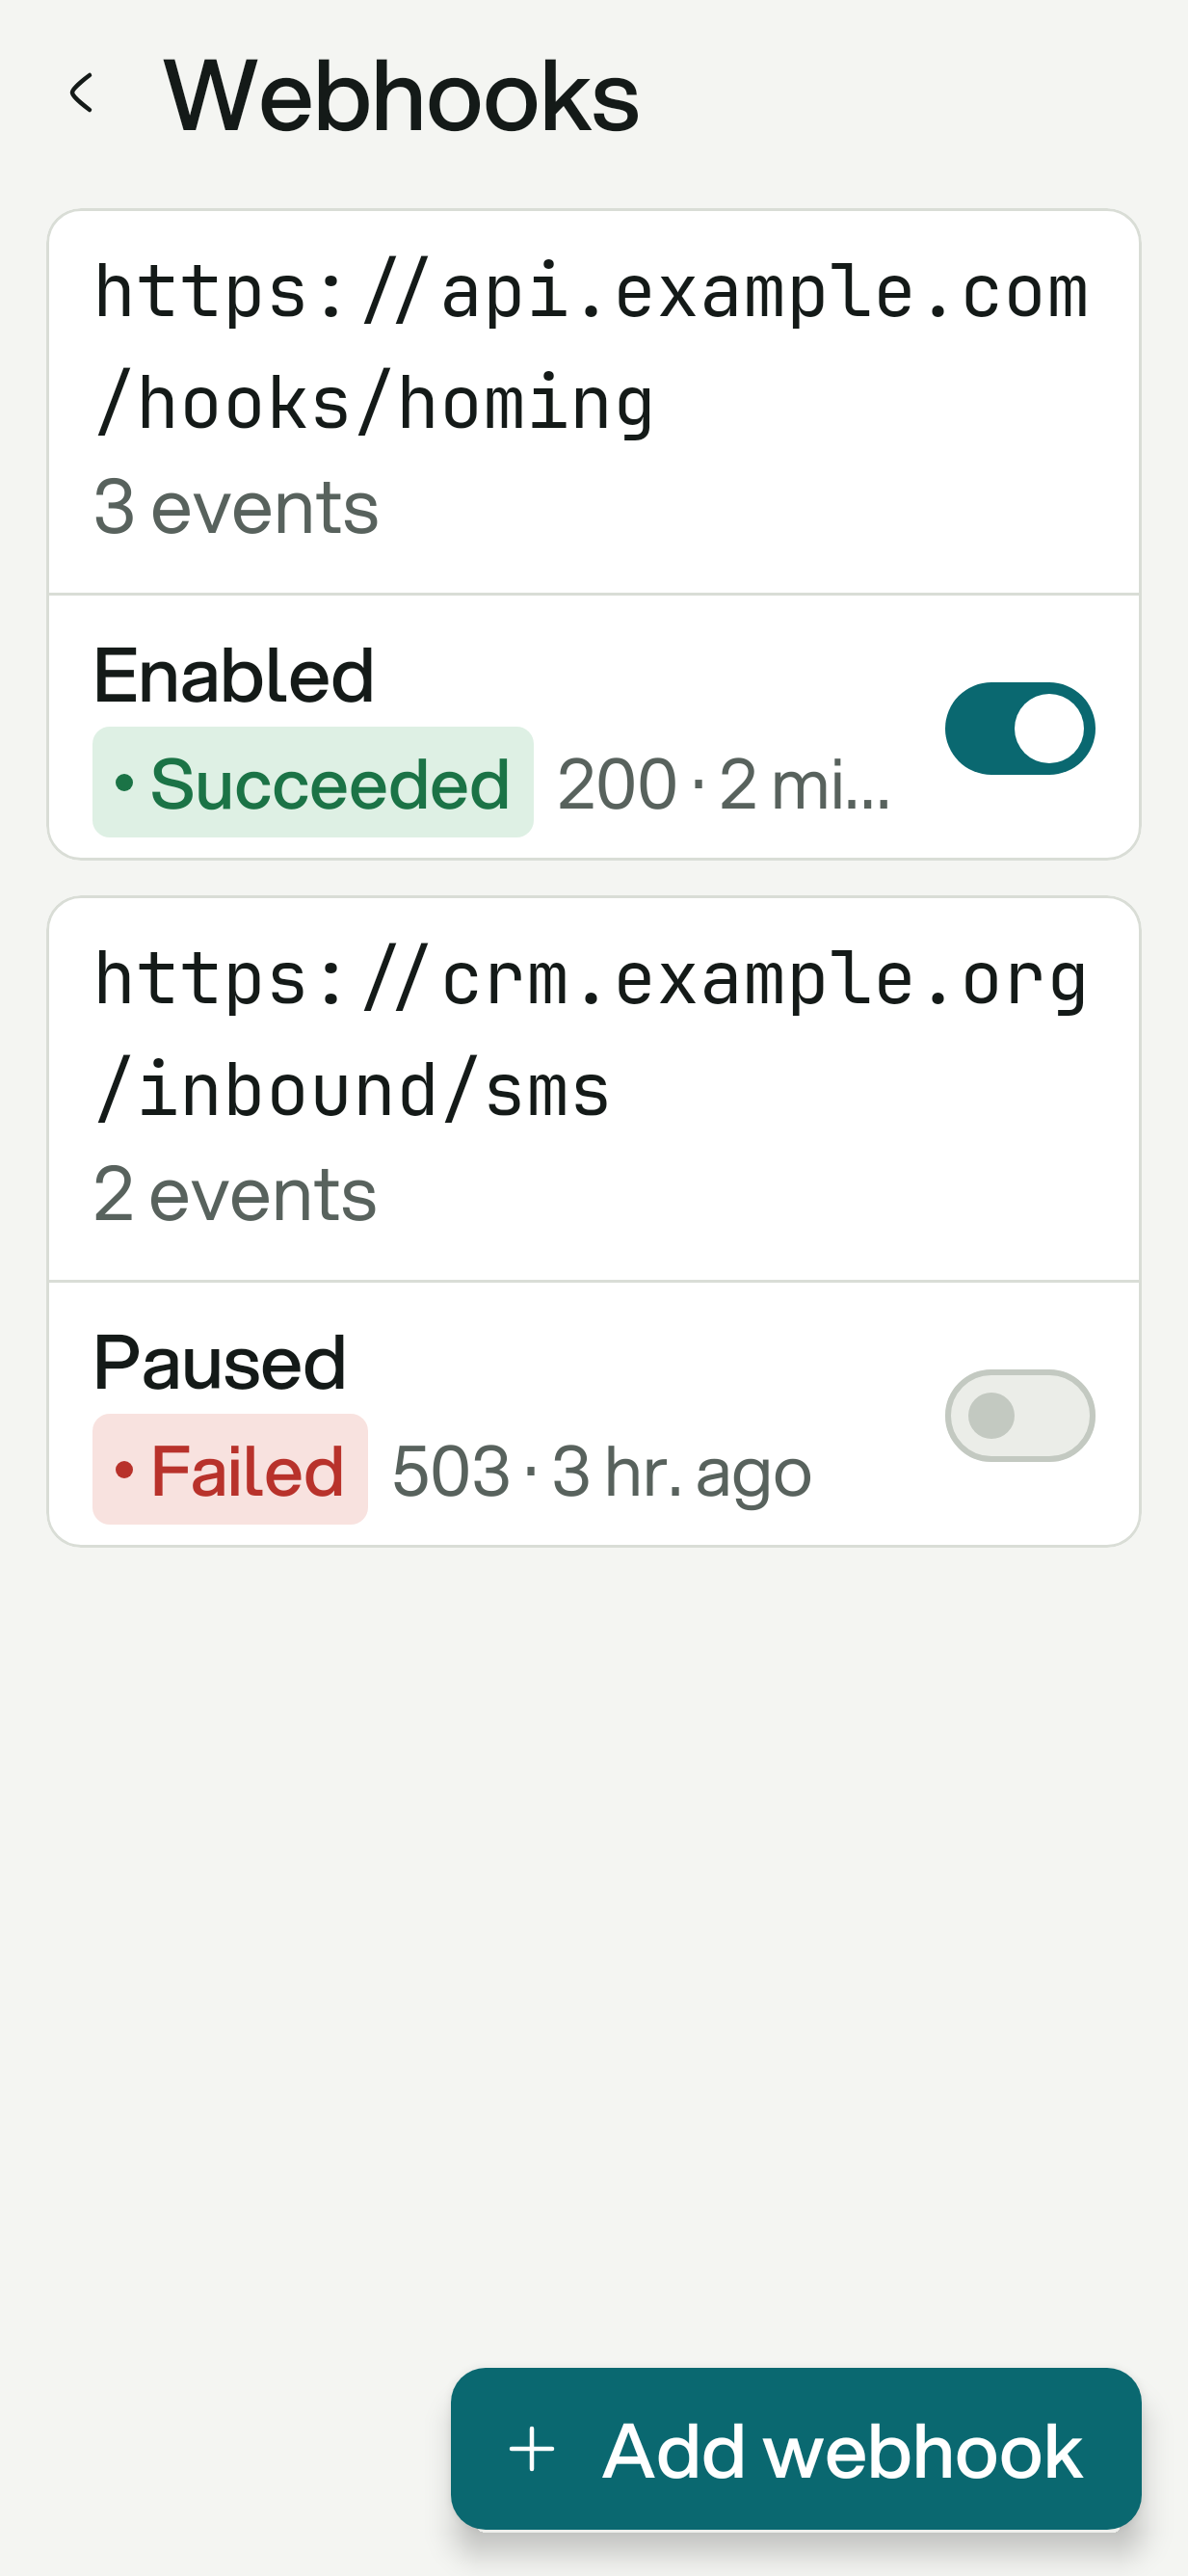 Webhooks
https://api.example.com
/hooks/homing
3 events
Enabled
• Succeeded 200 · 2 mi...
https://crm.example.org
/inbound/sms
2 events
Paused
• Failed 503 · 3 hr. ago
+ Add webhook